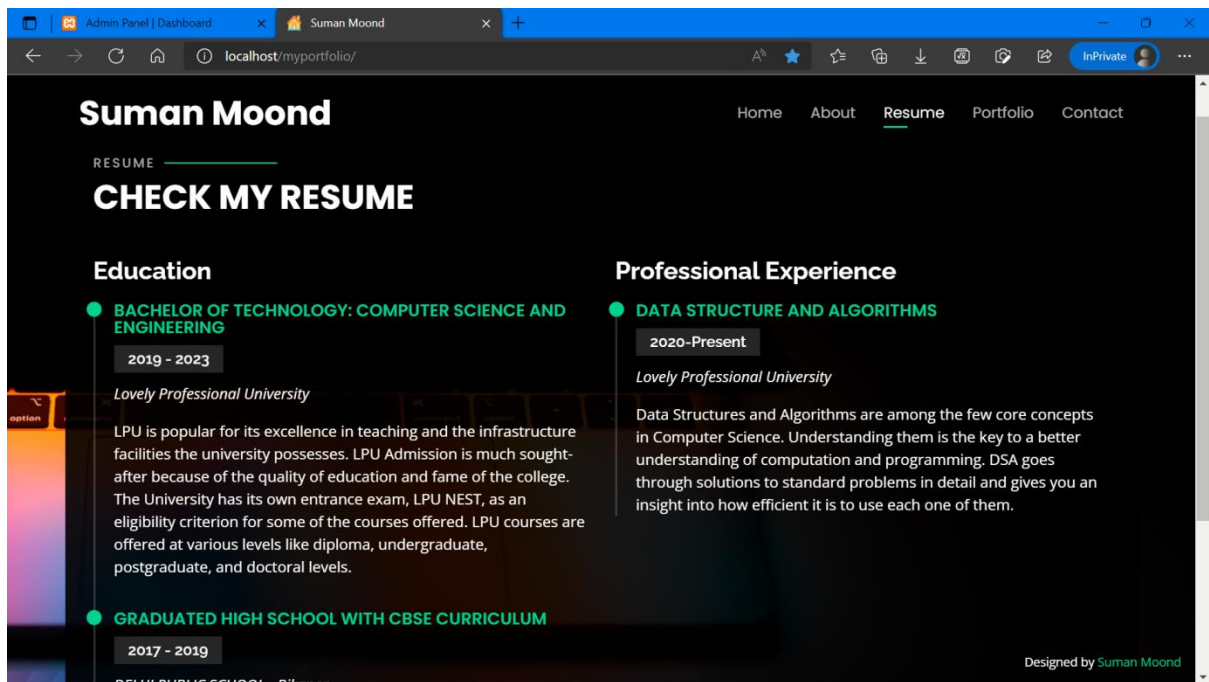 Admin Panel | Dashboard
Suman Moond
localhost/myportfolio/
InPrivate
Suman Moond
Home About Resume Portfolio Contact
RESUME
CHECK MY RESUME
Education
BACHELOR OF TECHNOLOGY: COMPUTER SCIENCE AND
ENGINEERING
2019 - 2023
Lovely Professional University
LPU is popular for its excellence in teaching and the infrastructure
facilities the university possesses. LPU Admission is much sought-
after because of the quality of education and fame of the college.
The University has its own entrance exam, LPU NEST, as an
eligibility criterion for some of the courses offered. LPU courses are
offered at various levels like diploma, undergraduate,
postgraduate, and doctoral levels.
GRADUATED HIGH SCHOOL WITH CBSE CURRICULUM
2017 - 2019
Professional Experience
DATA STRUCTURE AND ALGORITHMS
2020-Present
Lovely Professional University
Data Structures and Algorithms are among the few core concepts
in Computer Science. Understanding them is the key to a better
understanding of computation and programming. DSA goes
through solutions to standard problems in detail and gives you an
insight into how efficient it is to use each one of them.
option
Designed by Suman Moond